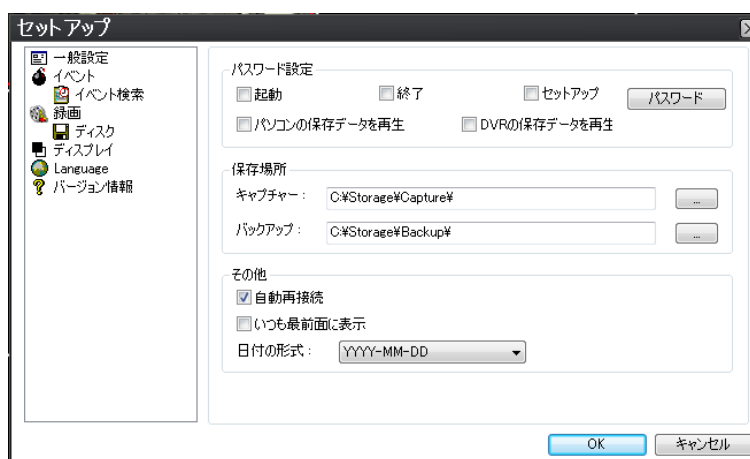 セットアップ
一般設定
イベント
イベント検索
録画
ディスク
ディスプレイ
Language
バージョン情報
パスワード設定
起動 終了 セットアップ パスワード
パソコンの保存データを再生 DVRの保存データを再生
保存場所
キャプチャー: C:¥Storage¥Capture¥ ...
バックアップ: C:¥Storage¥Backup¥ ...
その他
自動再接続
いつも最前面に表示
日付の形式: YYYY-MM-DD
OK キャンセル